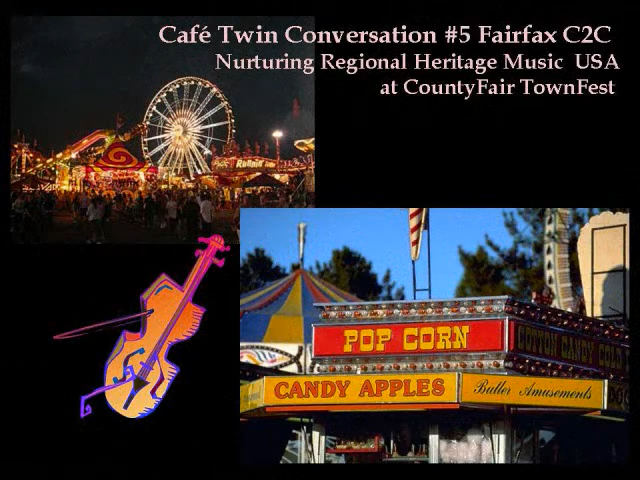 Café Twin Conversation #5 Fairfax C2C
Nurturing Regional Heritage Music USA
at CountyFair TownFest
POP CORN
COTTON CANDY COLD
CANDY APPLES
Butler Amusements